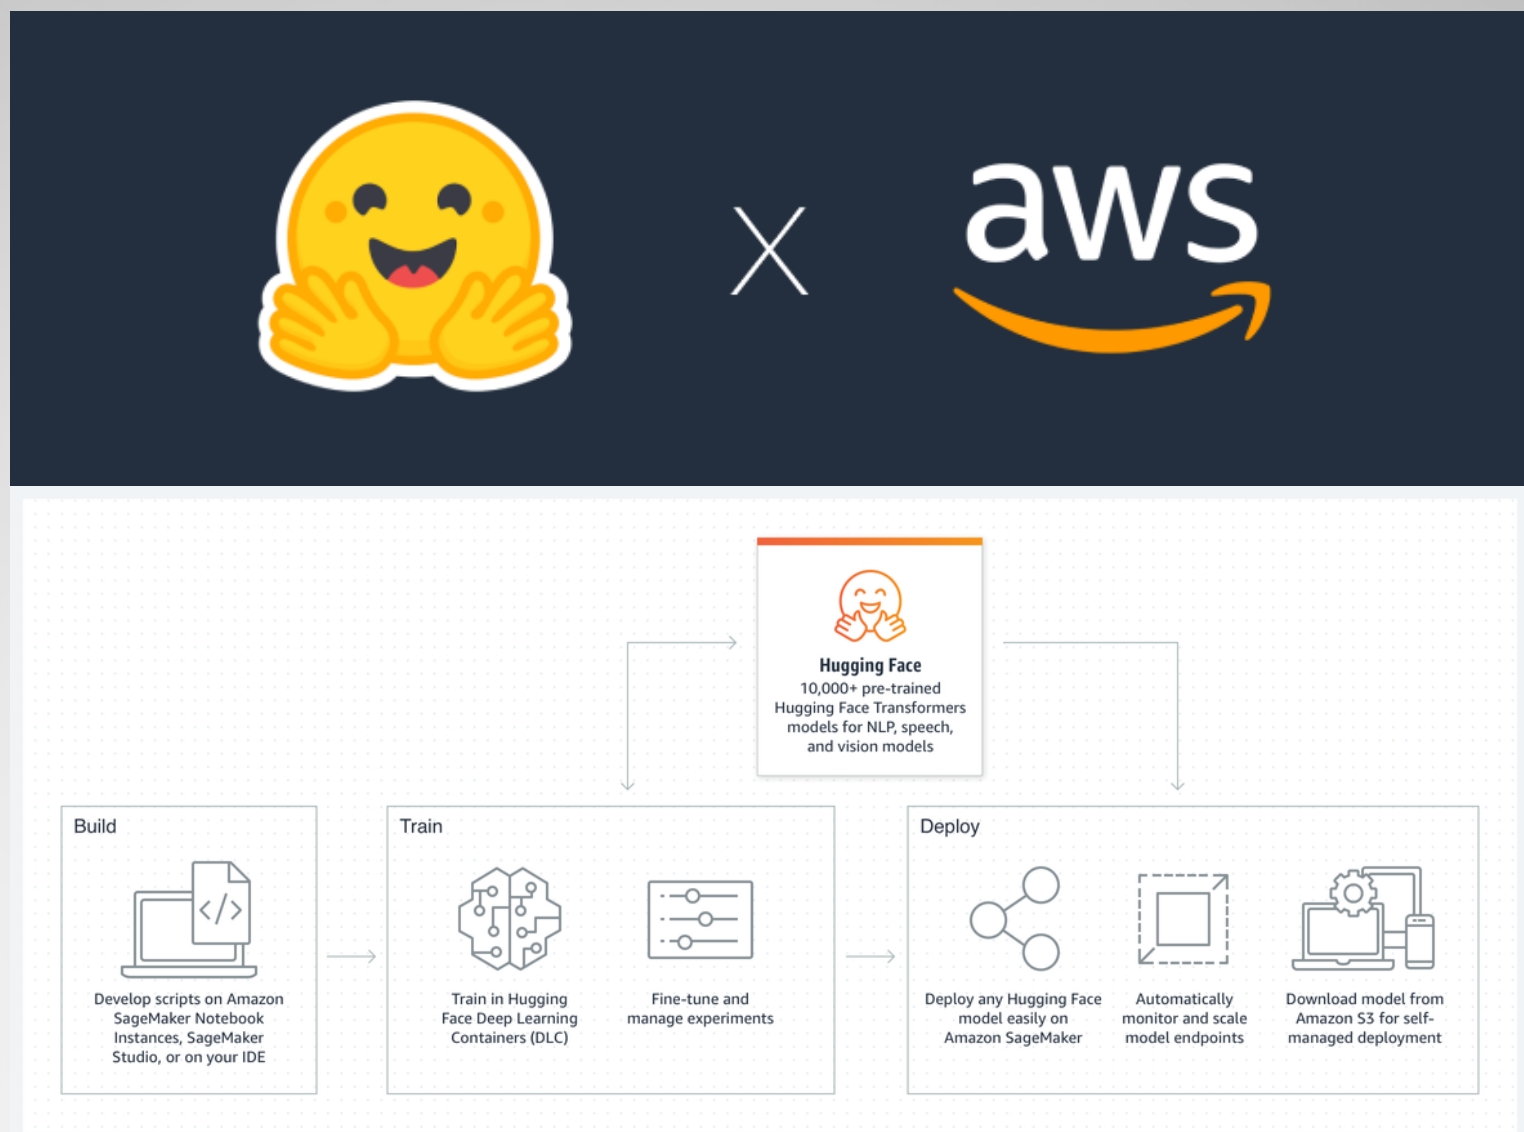 X
aws
Hugging Face
10,000+ pre-trained
Hugging Face Transformers
models for NLP, speech,
and vision models
Build
</>
Develop scripts on Amazon
SageMaker Notebook
Instances, SageMaker
Studio, or on your IDE
Train
Train in Hugging
Face Deep Learning
Containers (DLC)
Fine-tune and
manage experiments
Deploy
Deploy any Hugging Face
model easily on
Amazon SageMaker
Automatically
monitor and scale
model endpoints
Download model from
Amazon S3 for self-
managed deployment